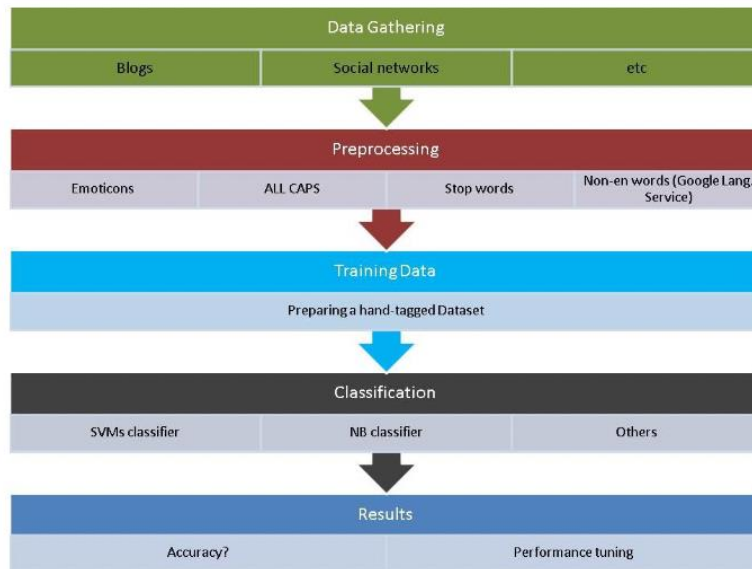 Data Gathering
Blogs
Social networks
etc
Preprocessing
Emoticons
ALL CAPS
Stop words
Non-en words (Google Lang.
Service)
Training Data
Preparing a hand-tagged Dataset
Classification
SVMs classifier
NB classifier
Others
Results
Accuracy?
Performance tuning